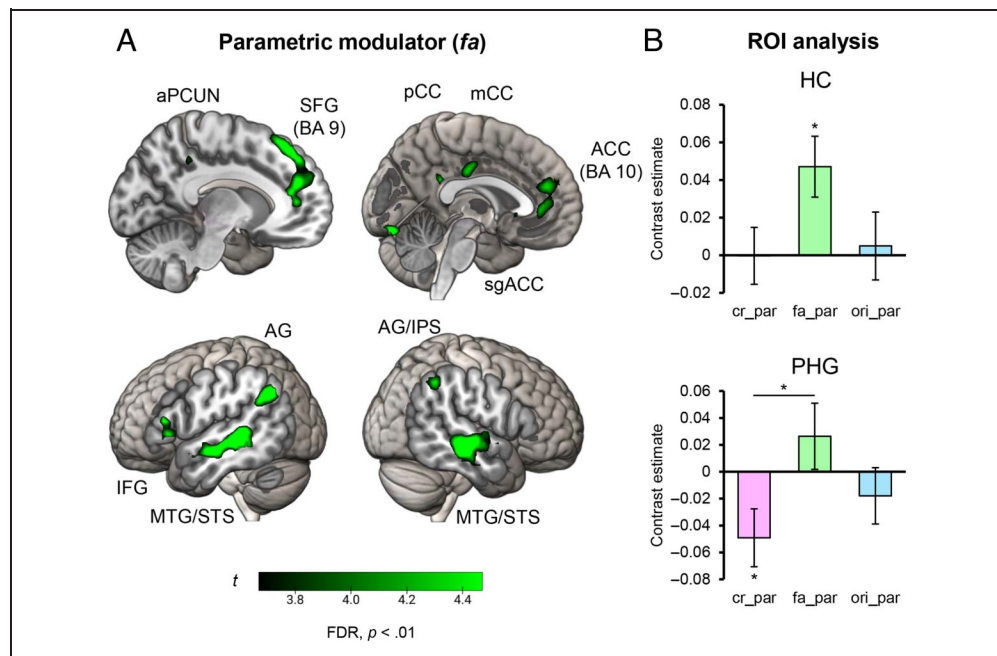 A
Parametric modulator (fa)
aPCUN
SFG
(BA 9)
pCC
mCC
ACC
(BA 10)
sgACC
AG
IFG
MTG/STS
AG/IPS
MTG/STS
t
3.8 4.0 4.2 4.4
FDR, p < .01
B
ROI analysis
HC
Contrast estimate
0.08
0.06
0.04
0.02
0
–0.02
*
cr_par fa_par ori_par
PHG
Contrast estimate
0.06
0.04
0.02
0
–0.02
–0.04
–0.06
–0.08
*
*
cr_par fa_par ori_par